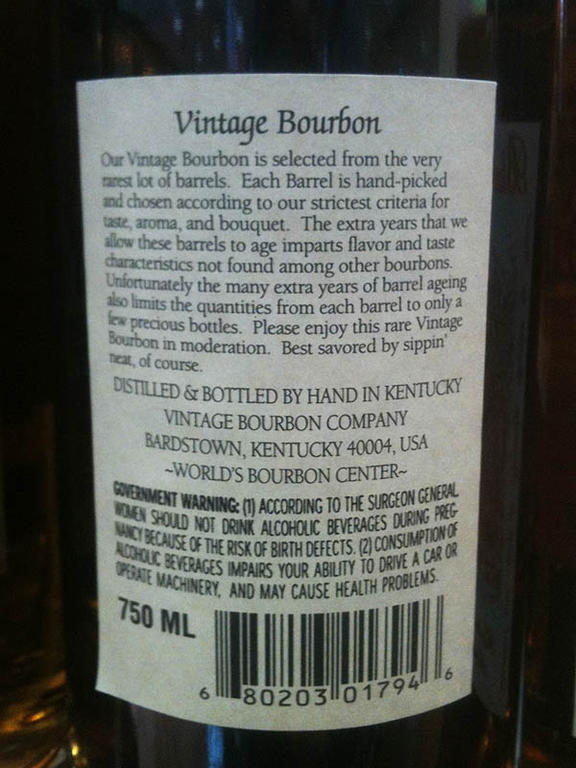 Vintage Bourbon
Our Vintage Bourbon is selected from the very
rarest lot of barrels. Each Barrel is hand-picked
and chosen according to our strictest criteria for
taste, aroma, and bouquet. The extra years that we
allow these barrels to age imparts flavor and taste
characteristics not found among other bourbons.
Unfortunately the many extra years of barrel ageing
also limits the quantities from each barrel to only a
few precious bottles. Please enjoy this rare Vintage
Bourbon in moderation. Best savored by sippin'
neat, of course.
DISTILLED & BOTTLED BY HAND IN KENTUCKY
VINTAGE BOURBON COMPANY
BARDSTOWN, KENTUCKY 40004, USA
~WORLD'S BOURBON CENTER~
GOVERNMENT WARNING: (1) ACCORDING TO THE SURGEON GENERAL,
WOMEN SHOULD NOT DRINK ALCOHOLIC BEVERAGES DURING PREG-
NANCY BECAUSE OF THE RISK OF BIRTH DEFECTS. (2) CONSUMPTION OF
ALCOHOLIC BEVERAGES IMPAIRS YOUR ABILITY TO DRIVE A CAR OR
OPERATE MACHINERY, AND MAY CAUSE HEALTH PROBLEMS.
750 ML
6 80203 01794 6